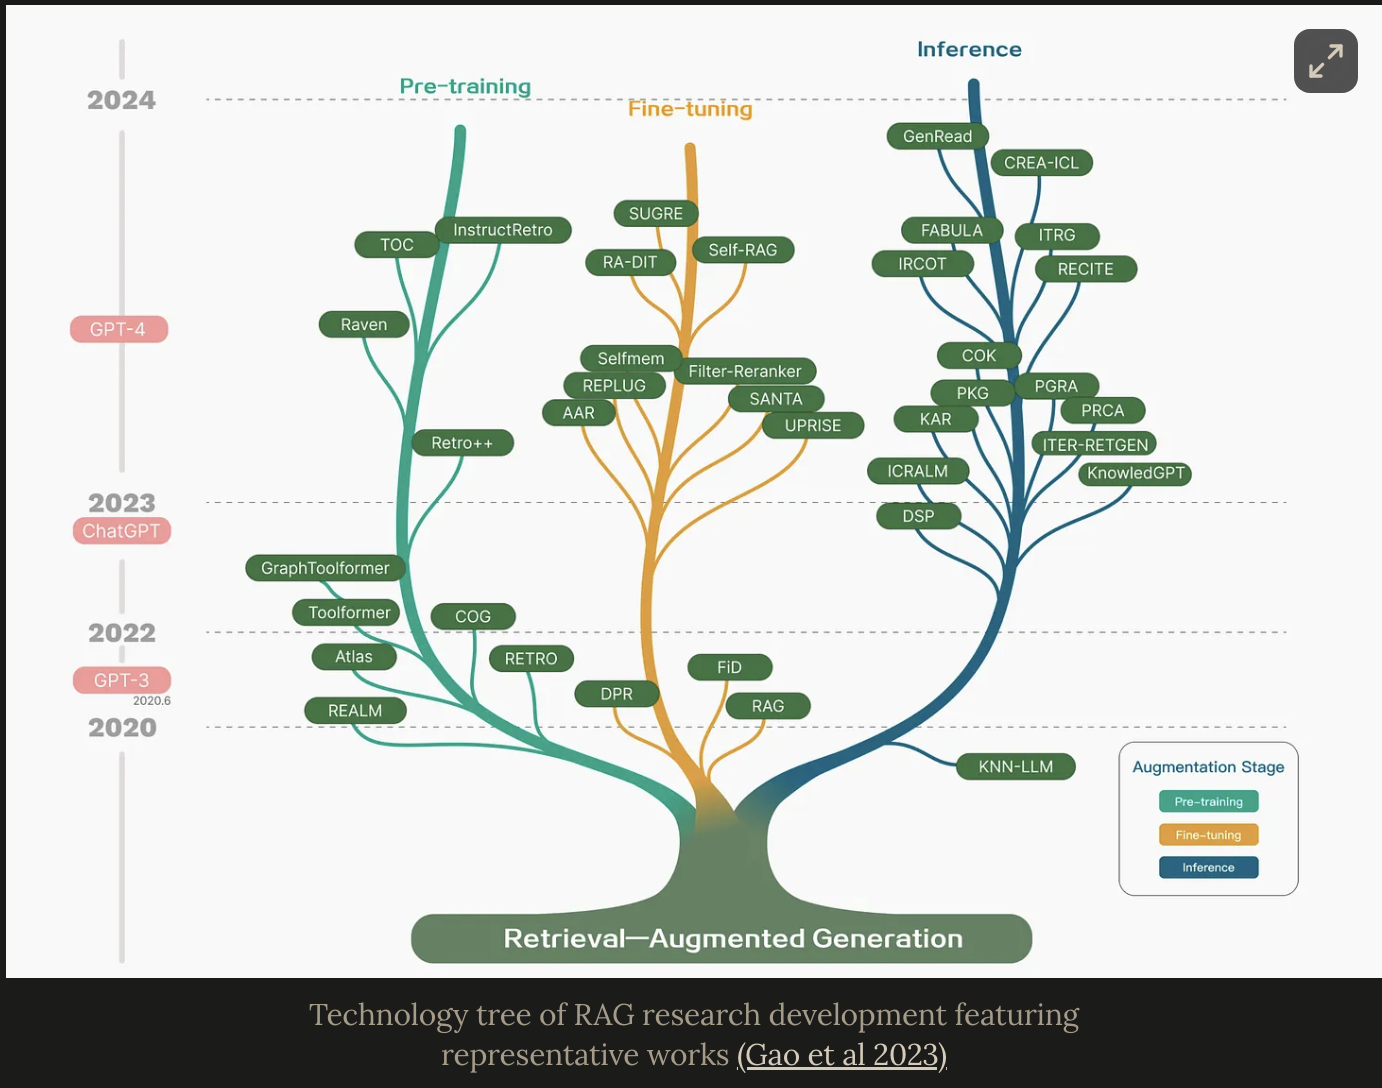 Inference
Pre-training
2024
Fine-tuning
GenRead
CREA-ICL
SUGRE
InstructRetro
FABULA
ITRG
TOC
Self-RAG
RA-DIT
IRCOT
RECITE
Raven
GPT-4
COK
Selfmem
Filter-Reranker
REPLUG
PGRA
PKG
SANTA
AAR
PRCA
KAR
UPRISE
Retro++
ITER-RETGEN
ICRALM
KnowledGPT
2023
DSP
ChatGPT
GraphToolformer
Toolformer
COG
2022
Atlas
RETRO
FiD
GPT-3
2020.6
DPR
RAG
REALM
2020
KNN-LLM
Augmentation Stage
Pre-training
Fine-tuning
Inference
Retrieval—Augmented Generation
Technology tree of RAG research development featuring
representative works (Gao et al 2023)